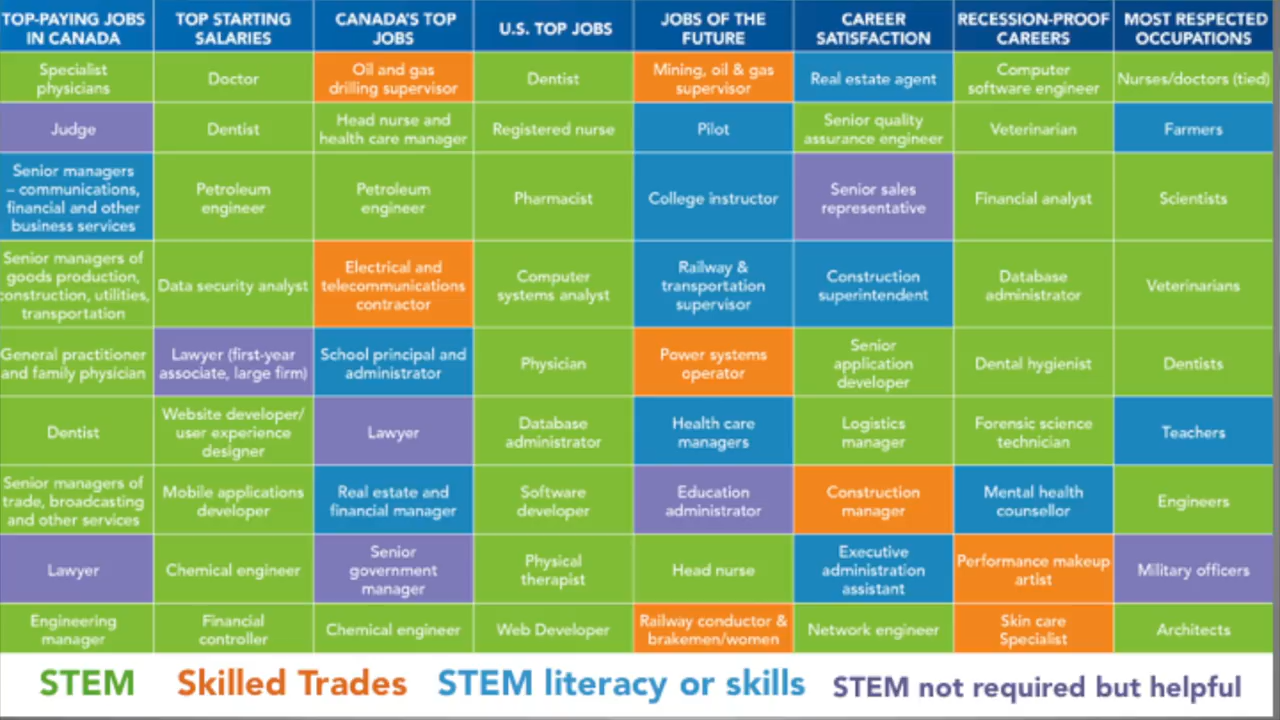 TOP-PAYING JOBS
IN CANADA
TOP STARTING
SALARIES
CANADA'S TOP
JOBS
U.S. TOP JOBS
JOBS OF THE
FUTURE
CAREER
SATISFACTION
RECESSION-PROOF
CAREERS
MOST RESPECTED
OCCUPATIONS
Specialist
physicians
Doctor
Oil and gas
drilling supervisor
Dentist
Mining, oil & gas
supervisor
Real estate agent
Computer
software engineer
Nurses/doctors (tied)
Judge
Dentist
Head nurse and
health care manager
Registered nurse
Pilot
Senior quality
assurance engineer
Veterinarian
Farmers
Senior managers
– communications,
financial and other
business services
Petroleum
engineer
Petroleum
engineer
Pharmacist
College instructor
Senior sales
representative
Financial analyst
Scientists
Senior managers of
goods production,
construction, utilities,
transportation
Data security analyst
Electrical and
telecommunications
contractor
Computer
systems analyst
Railway &
transportation
supervisor
Construction
superintendent
Database
administrator
Veterinarians
General practitioner
and family physician
Lawyer (first-year
associate, large firm)
School principal and
administrator
Physician
Power systems
operator
Senior
application
developer
Dental hygienist
Dentists
Dentist
Website developer/
user experience
designer
Lawyer
Database
administrator
Health care
managers
Logistics
manager
Forensic science
technician
Teachers
Senior managers of
trade, broadcasting
and other services
Mobile applications
developer
Real estate and
financial manager
Software
developer
Education
administrator
Construction
manager
Mental health
counsellor
Engineers
Lawyer
Chemical engineer
Senior
government
manager
Physical
therapist
Head nurse
Executive
administration
assistant
Performance makeup
artist
Military officers
Engineering
manager
Financial
controller
Chemical engineer
Web Developer
Railway conductor &
brakemen/women
Network engineer
Skin care
Specialist
Architects
STEM
Skilled Trades
STEM literacy or skills
STEM not required but helpful